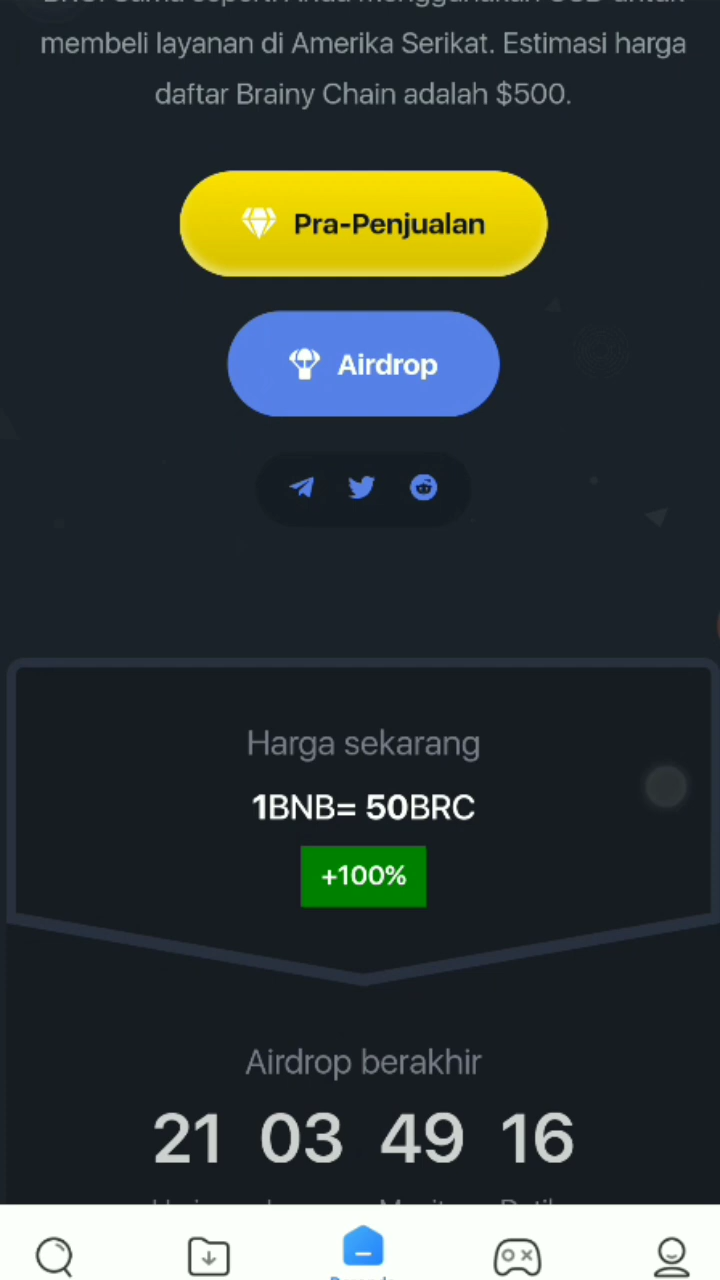 membeli layanan di Amerika Serikat. Estimasi harga
daftar Brainy Chain adalah $500.
Pra-Penjualan
Airdrop
Harga sekarang
1BNB= 50BRC
+100%
Airdrop berakhir
21 03 49 16